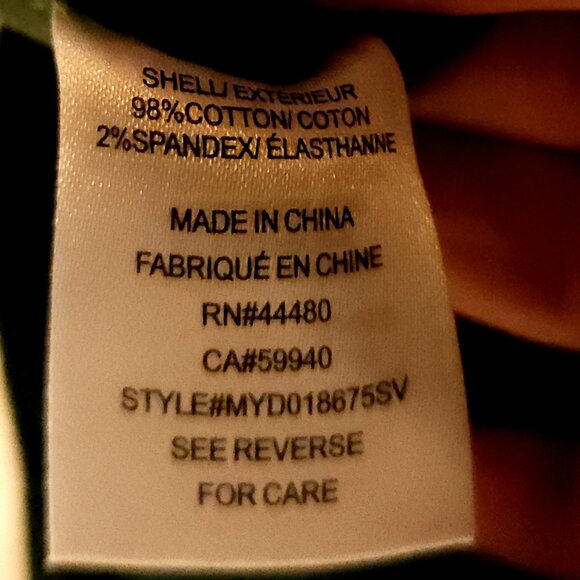 SHELL/ EXTÉRIEUR
98%COTTON/ COTON
2%SPANDEX/ ÉLASTHANNE
MADE IN CHINA
FABRIQUÉ EN CHINE
RN#44480
CA#59940
STYLE#MYD018675SV
SEE REVERSE
FOR CARE